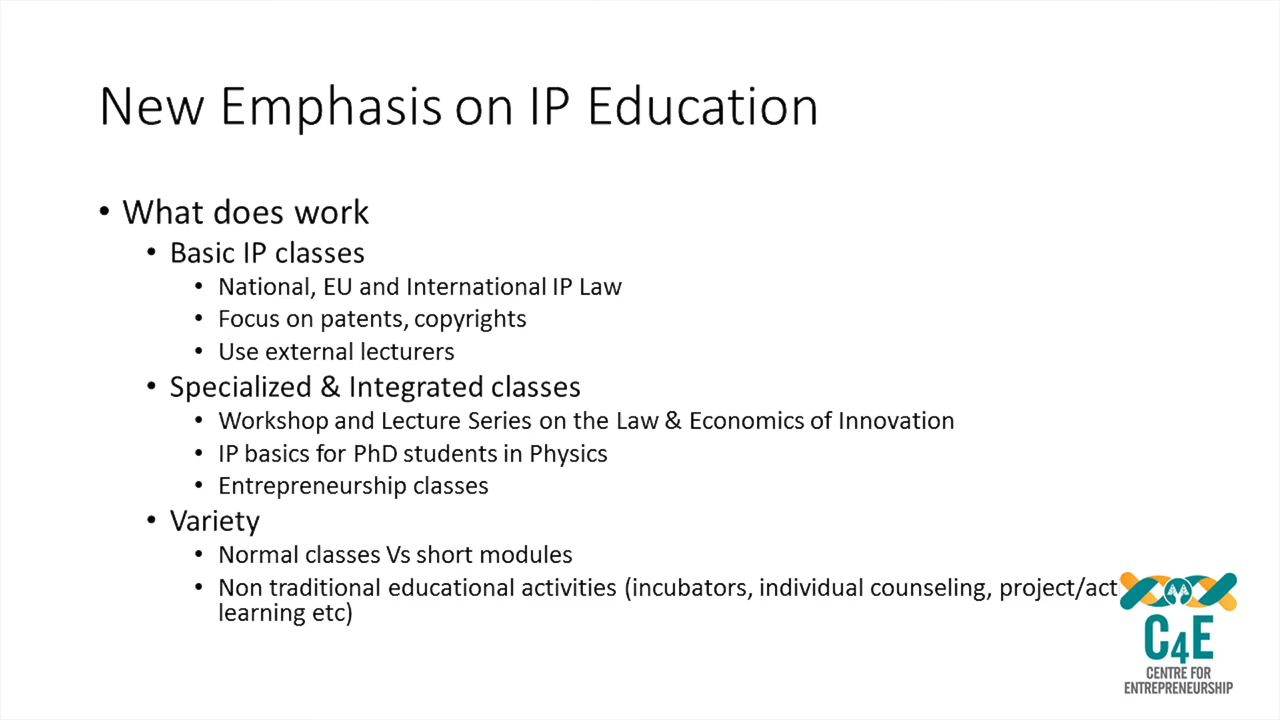 New Emphasis on IP Education
• What does work
• Basic IP classes
• National, EU and International IP Law
• Focus on patents, copyrights
• Use external lecturers
• Specialized & Integrated classes
• Workshop and Lecture Series on the Law & Economics of Innovation
• IP basics for PhD students in Physics
• Entrepreneurship classes
• Variety
• Normal classes Vs short modules
• Non traditional educational activities (incubators, individual counseling, project/act
learning etc)
C4E
CENTRE FOR
ENTREPRENEURSHIP